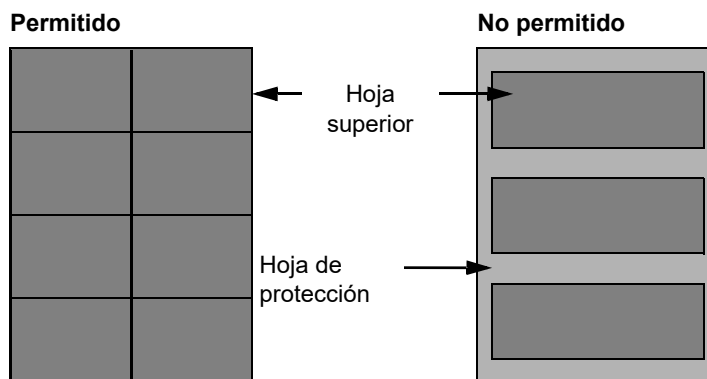 Permitido
No permitido
Hoja
superior
Hoja de
protección